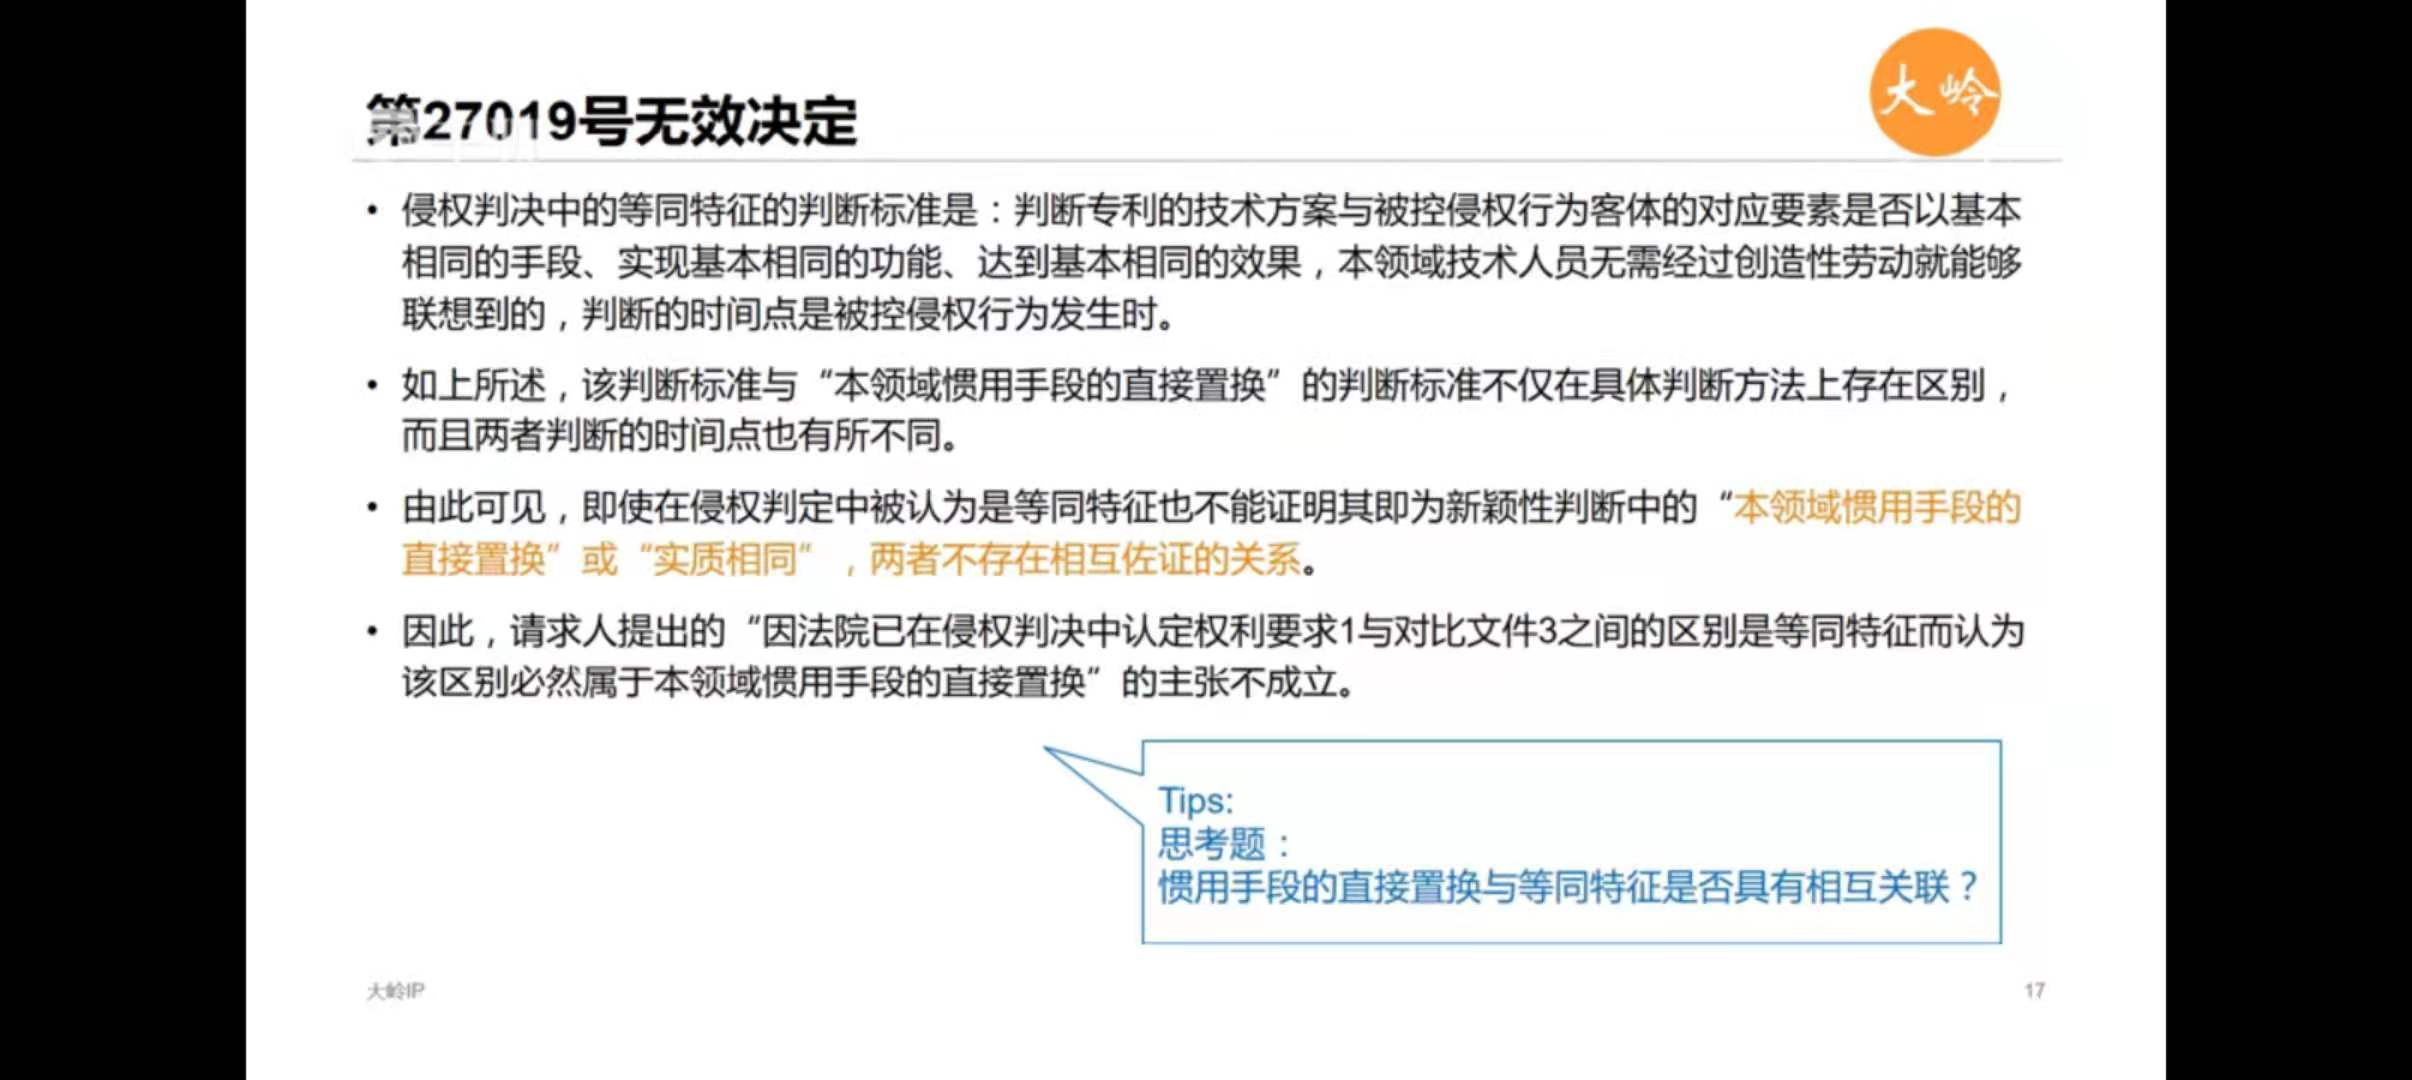 第27019号无效决定
大岭
• 侵权判决中的等同特征的判断标准是：判断专利的技术方案与被控侵权行为客体的对应要素是否以基本
相同的手段、实现基本相同的功能、达到基本相同的效果，本领域技术人员无需经过创造性劳动就能够
联想到的，判断的时间点是被控侵权行为发生时。
• 如上所述，该判断标准与“本领域惯用手段的直接置换”的判断标准不仅在具体判断方法上存在区别，
而且两者判断的时间点也有所不同。
• 由此可见，即使在侵权判定中被认为是等同特征也不能证明其即为新颖性判断中的“本领域惯用手段的
直接置换”或“实质相同”，两者不存在相互佐证的关系。
• 因此，请求人提出的“因法院已在侵权判决中认定权利要求1与对比文件3之间的区别是等同特征而认为
该区别必然属于本领域惯用手段的直接置换”的主张不成立。
Tips:
思考题：
惯用手段的直接置换与等同特征是否具有相互关联？
大岭IP
17